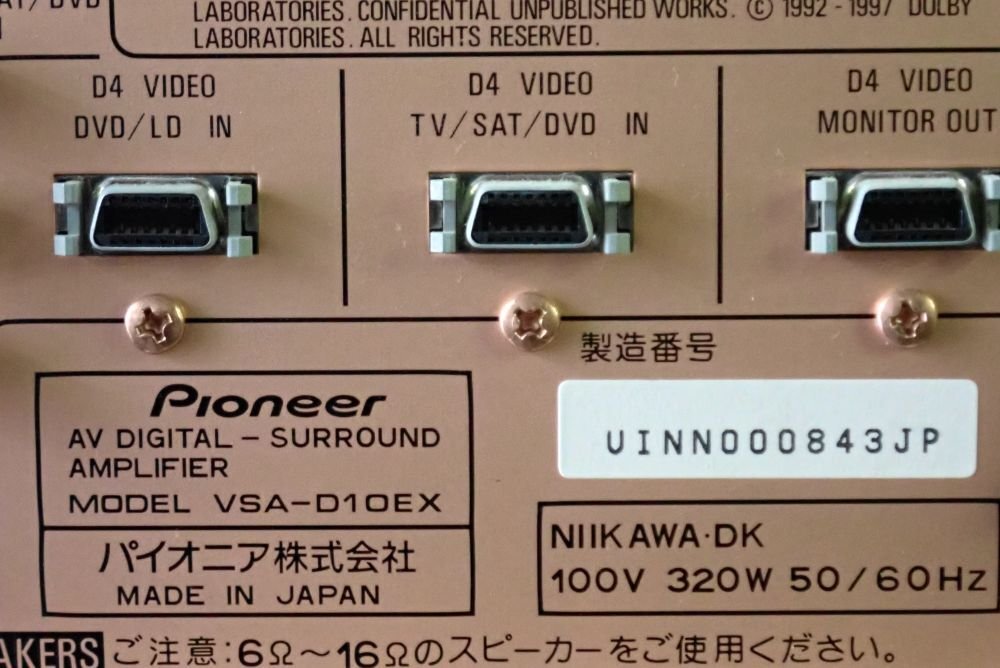 AT/DVD
LABORATORIES. CONFIDENTIAL UNPUBLISHED WORKS. © 1992-1997 DOLBY
LABORATORIES. ALL RIGHTS RESERVED.
D4 VIDEO
DVD/LD IN
D4 VIDEO
TV/SAT/DVD IN
D4 VIDEO
MONITOR OUT
製造番号
UINN000843JP
Pioneer
AV DIGITAL-SURROUND
AMPLIFIER
MODEL VSA-D10EX
パイオニア株式会社
MADE IN JAPAN
NIIKAWA·DK
100V 320W 50/60Hz
AKERS
ご注意:6Ω~16Ωのスピーカーをご使用ください。